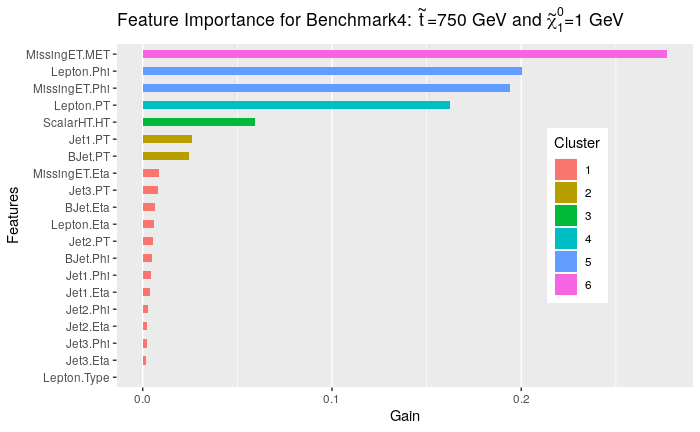 Feature Importance for Benchmark4: t̃=750 GeV and χ̃₁⁰=1 GeV
Features
MissingET.MET
Lepton.Phi
MissingET.Phi
Lepton.PT
ScalarHT.HT
Jet1.PT
BJet.PT
MissingET.Eta
Jet3.PT
BJet.Eta
Lepton.Eta
Jet2.PT
BJet.Phi
Jet1.Phi
Jet1.Eta
Jet2.Phi
Jet2.Eta
Jet3.Phi
Jet3.Eta
Lepton.Type
Cluster
1
2
3
4
5
6
0.0 0.1 0.2
Gain